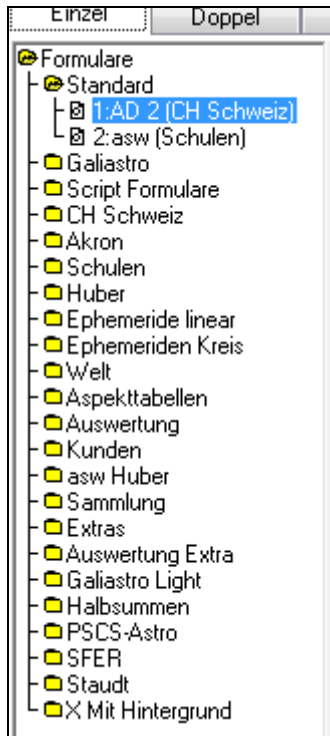 Einzel Doppel
Formulare
Standard
1:AD 2 (CH Schweiz)
2:asw (Schulen)
Galiastro
Script Formulare
CH Schweiz
Akron
Schulen
Huber
Ephemeride linear
Ephemeriden Kreis
Welt
Aspekttabellen
Auswertung
Kunden
asw Huber
Sammlung
Extras
Auswertung Extra
Galiastro Light
Halbsummen
PSCS-Astro
SFER
Staudt
X Mit Hintergrund